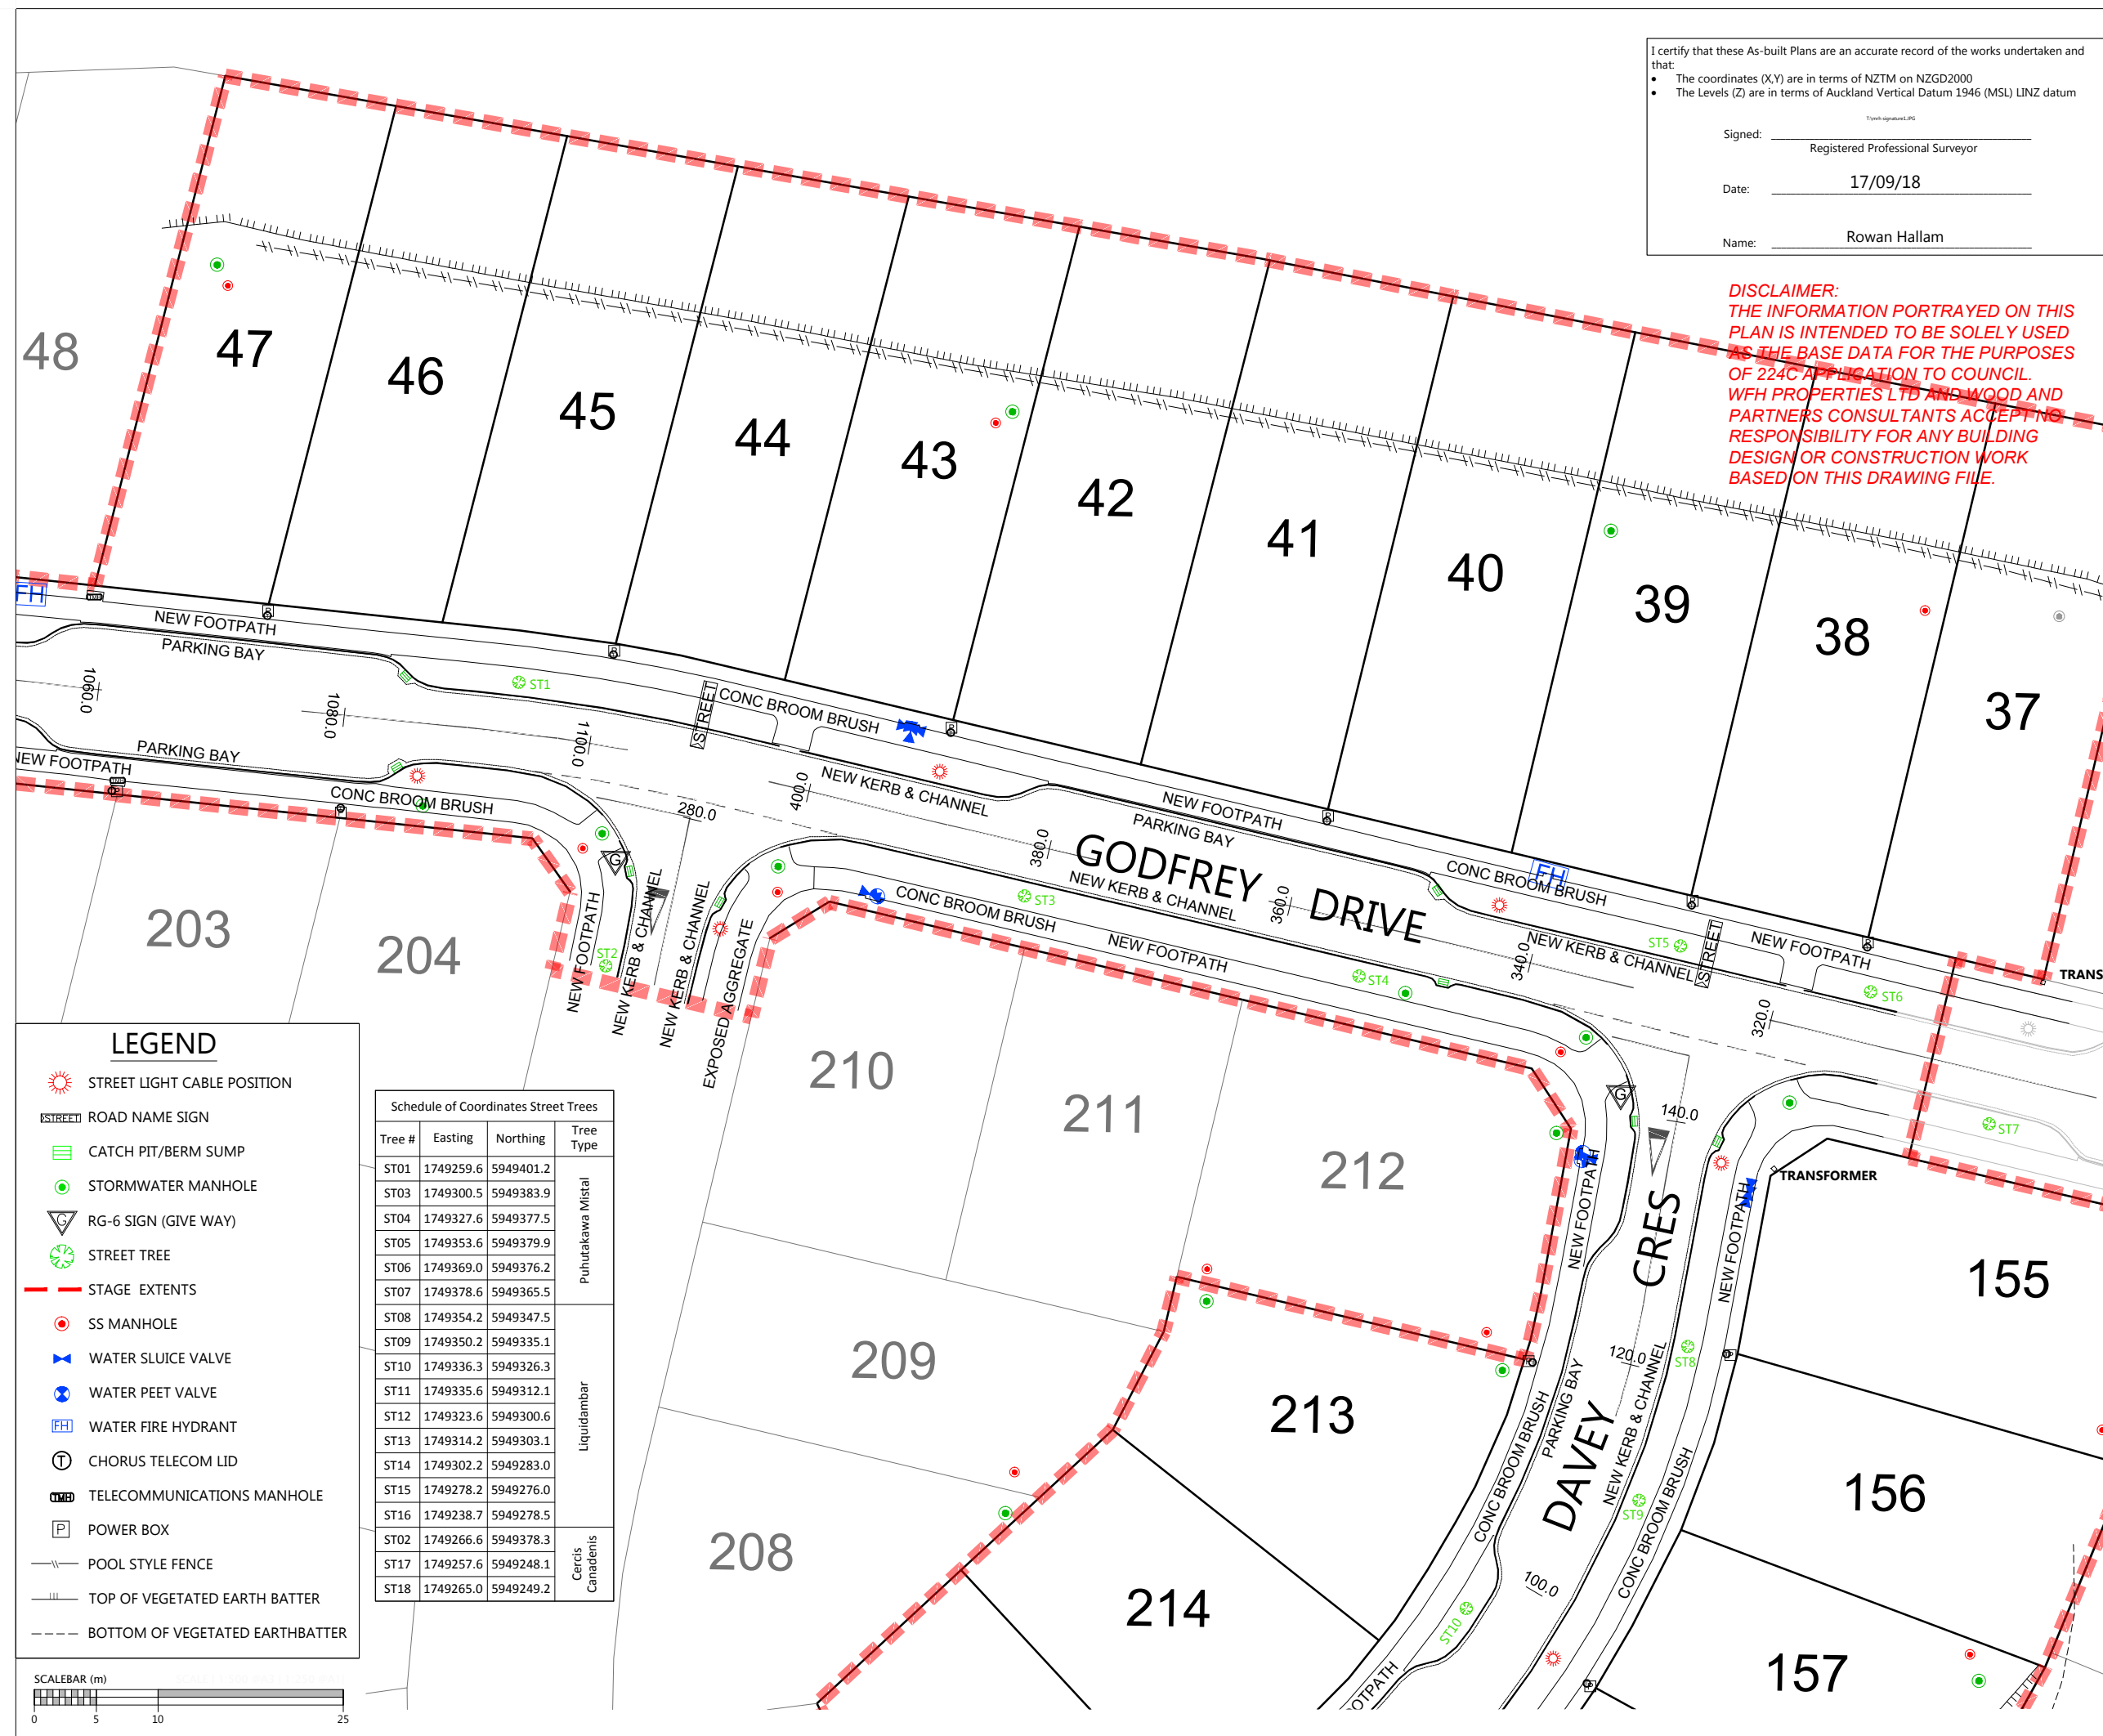 I certify that these As-built Plans are an accurate record of the works undertaken and
that:
• The coordinates (X,Y) are in terms of NZTM on NZGD2000
• The Levels (Z) are in terms of Auckland Vertical Datum 1946 (MSL) LINZ datum
Signed:
Registered Professional Surveyor
Date: 17/09/18
Name: Rowan Hallam
DISCLAIMER:
THE INFORMATION PORTRAYED ON THIS
PLAN IS INTENDED TO BE SOLELY USED
AS THE BASE DATA FOR THE PURPOSES
OF 224C APPLICATION TO COUNCIL.
WFH PROPERTIES LTD AND WOOD AND
PARTNERS CONSULTANTS ACCEPT NO
RESPONSIBILITY FOR ANY BUILDING
DESIGN OR CONSTRUCTION WORK
BASED ON THIS DRAWING FILE.
48
47
46
45
44
43
42
41
40
39
38
37
FH
TMH
P
P
NEW FOOTPATH
PARKING BAY
1060.0
1080.0
1100.0
ST1
STREET
CONC BROOM BRUSH
P
NEW KERB & CHANNEL
400.0
280.0
380.0
NEW FOOTPATH
PARKING BAY
P
GODFREY DRIVE
NEW KERB & CHANNEL
360.0
FH
CONC BROOM BRUSH
P
NEW KERB & CHANNEL
340.0
ST5
STREET
NEW FOOTPATH
P
ST6
320.0
TRANS
PARKING BAY
NEW FOOTPATH
TMH
P
CONC BROOM BRUSH
P
G
ST2
NEW FOOTPATH
NEW KERB & CHANNEL
NEW KERB & CHANNEL
EXPOSED AGGREGATE
CONC BROOM BRUSH
ST3
NEW FOOTPATH
ST4
203
204
210
211
212
209
208
213
214
155
156
157
G
140.0
ST7
TRANSFORMER
NEW FOOTPATH
NEW FOOTPATH
DAVEY CRES
120.0
ST8
P
P
PARKING BAY
NEW KERB & CHANNEL
CONC BROOM BRUSH
CONC BROOM BRUSH
ST9
100.0
ST10
P
OTPATH
LEGEND
STREET LIGHT CABLE POSITION
STREET ROAD NAME SIGN
CATCH PIT/BERM SUMP
STORMWATER MANHOLE
G RG-6 SIGN (GIVE WAY)
STREET TREE
STAGE EXTENTS
SS MANHOLE
WATER SLUICE VALVE
WATER PEET VALVE
FH WATER FIRE HYDRANT
T CHORUS TELECOM LID
TMH TELECOMMUNICATIONS MANHOLE
P POWER BOX
POOL STYLE FENCE
TOP OF VEGETATED EARTH BATTER
BOTTOM OF VEGETATED EARTHBATTER
SCALEBAR (m)
0 5 10 25
Schedule of Coordinates Street Trees
Tree # Easting Northing Tree Type
ST01 1749259.6 5949401.2
ST03 1749300.5 5949383.9
ST04 1749327.6 5949377.5
ST05 1749353.6 5949379.9
ST06 1749369.0 5949376.2
ST07 1749378.6 5949365.5
Puhutakawa Mistal
ST08 1749354.2 5949347.5
ST09 1749350.2 5949335.1
ST10 1749336.3 5949326.3
ST11 1749335.6 5949312.1
ST12 1749323.6 5949300.6
ST13 1749314.2 5949303.1
ST14 1749302.2 5949283.0
ST15 1749278.2 5949276.0
ST16 1749238.7 5949278.5
Liquidambar
ST02 1749266.6 5949378.3
ST17 1749257.6 5949248.1
ST18 1749265.0 5949249.2
Cercis
Canadenis